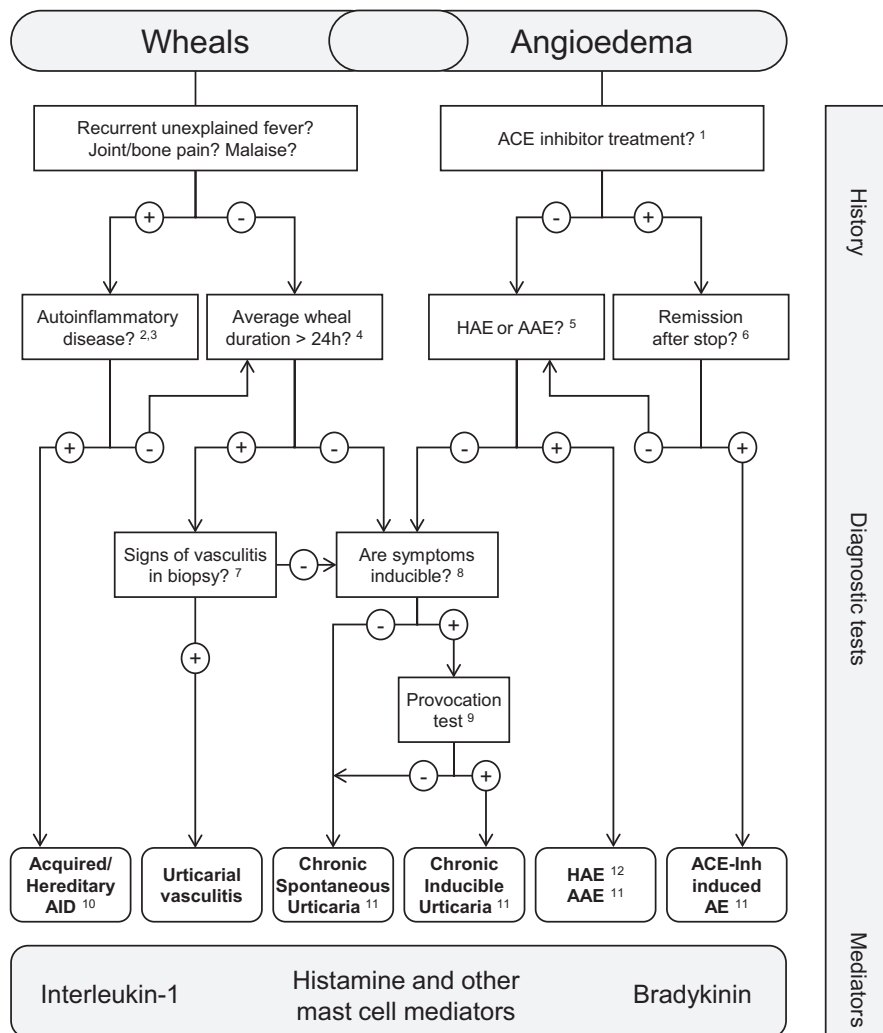 Wheals
Angioedema
Recurrent unexplained fever?
Joint/bone pain? Malaise?
ACE inhibitor treatment? 1
+
-
-
+
History
Autoinflammatory
disease? 2,3
Average wheal
duration > 24h? 4
HAE or AAE? 5
Remission
after stop? 6
+
-
+
-
-
+
-
+
Signs of vasculitis
in biopsy? 7
-
Are symptoms
inducible? 8
Diagnostic tests
-
+
+
Provocation
test 9
-
+
Acquired/
Hereditary
AID 10
Urticarial
vasculitis
Chronic
Spontaneous
Urticaria 11
Chronic
Inducible
Urticaria 11
HAE 12
AAE 11
ACE-Inh
induced
AE 11
Interleukin-1
Histamine and other
mast cell mediators
Bradykinin
Mediators